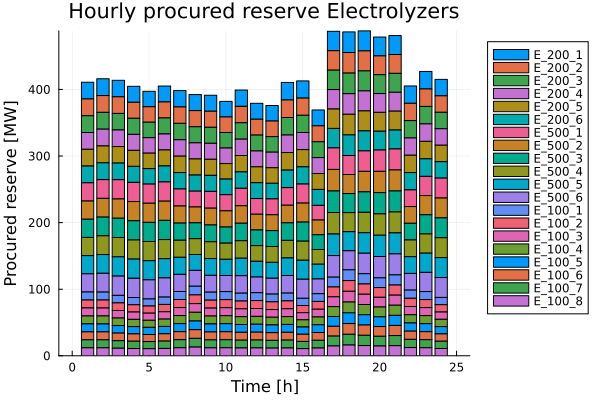 Hourly procured reserve Electrolyzers
Procured reserve [MW]
400
300
200
100
0
0 5 10 15 20 25
Time [h]
E_200_1
E_200_2
E_200_3
E_200_4
E_200_5
E_200_6
E_500_1
E_500_2
E_500_3
E_500_4
E_500_5
E_500_6
E_100_1
E_100_2
E_100_3
E_100_4
E_100_5
E_100_6
E_100_7
E_100_8